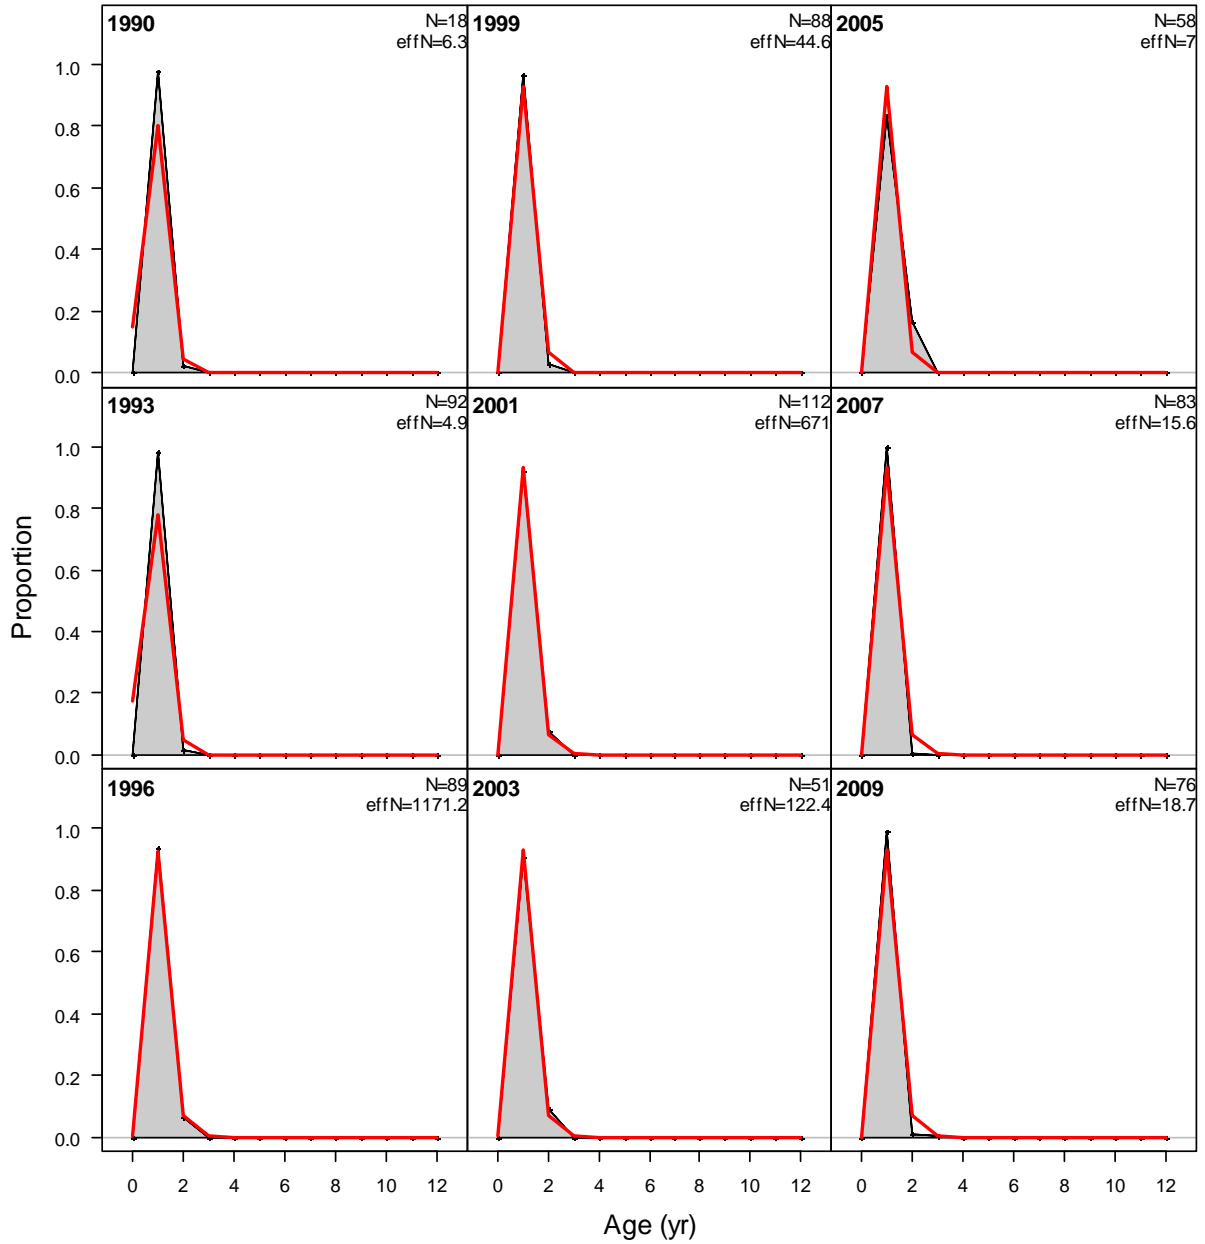 1990
N=18
effN=6.3
1999
N=88
effN=44.6
2005
N=58
effN=7
1.0
0.8
0.6
0.4
0.2
0.0
1993
N=92
effN=4.9
2001
N=112
effN=671
2007
N=83
effN=15.6
1.0
0.8
0.6
0.4
0.2
0.0
1996
N=89
effN=1171.2
2003
N=51
effN=122.4
2009
N=76
effN=18.7
1.0
0.8
0.6
0.4
0.2
0.0
Proportion
0 2 4 6 8 10 12
0 2 4 6 8 10 12
0 2 4 6 8 10 12
Age (yr)